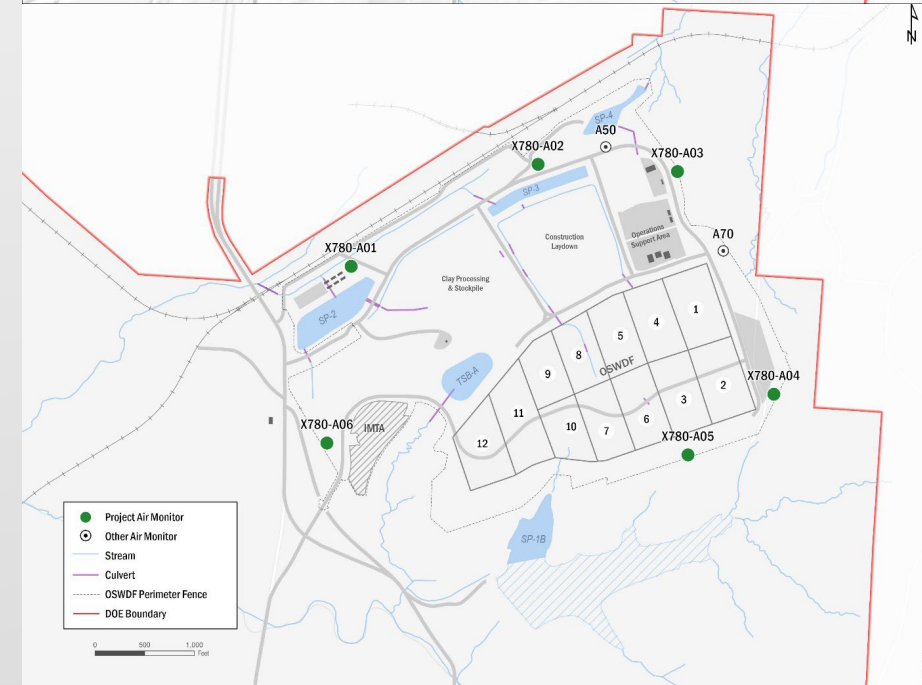 N
SP-4
A50
X780-A02
X780-A03
SP-3
Operations
Support Area
A70
Construction
Laydown
X780-A01
Clay Processing
& Stockpile
SP-2
1
4
5
8
9
OSWDF
TSB-A
X780-A04
2
3
6
7
10
11
12
X780-A05
X780-A06
IMTA
SP-1B
Project Air Monitor
Other Air Monitor
Stream
Culvert
OSWDF Perimeter Fence
DOE Boundary
0 500 1,000
Feet